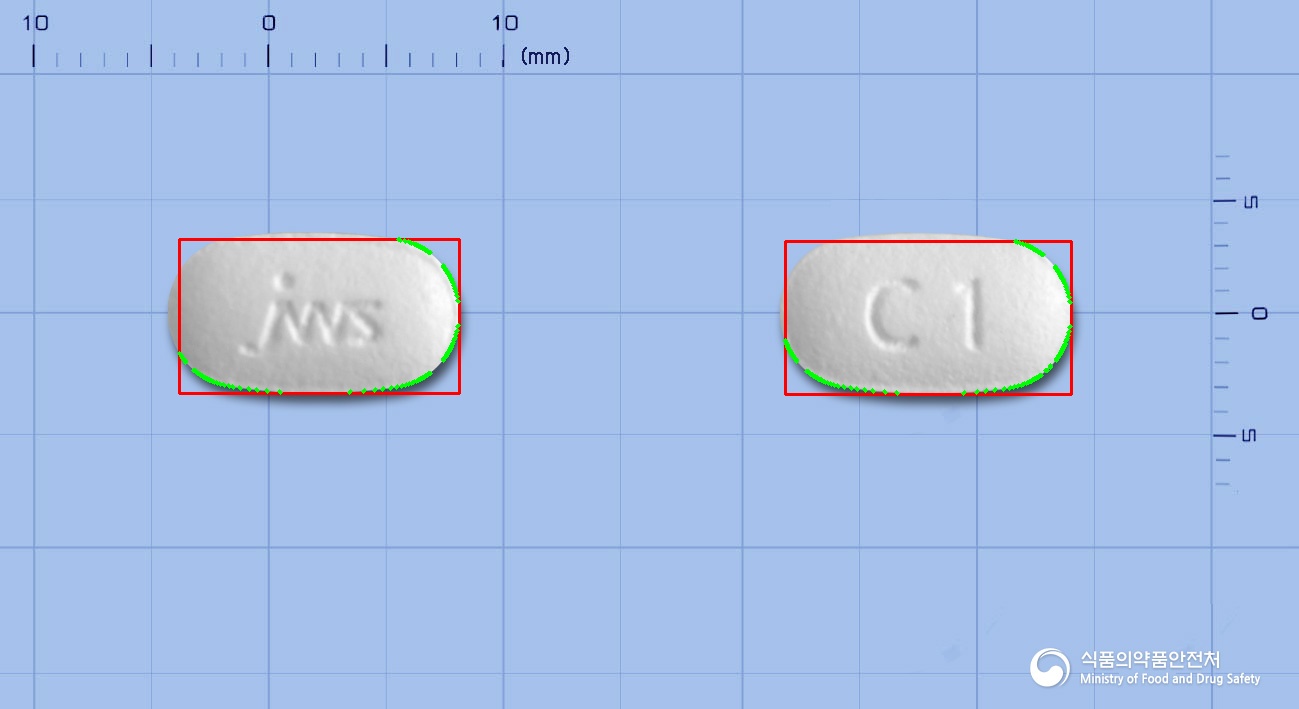 10 0 10
(mm)
jws
C1
5
0
5
식품의약품안전처
Ministry of Food and Drug Safety